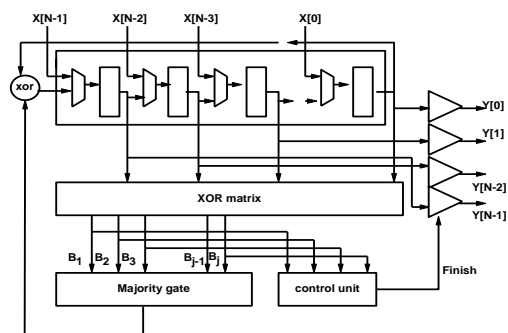 X[N-1] X[N-2] X[N-3] X[0]
xor
Y[0]
Y[1]
Y[N-2]
Y[N-1]
XOR matrix
B1 B2 B3 Bj-1 Bj
Finish
Majority gate
control unit